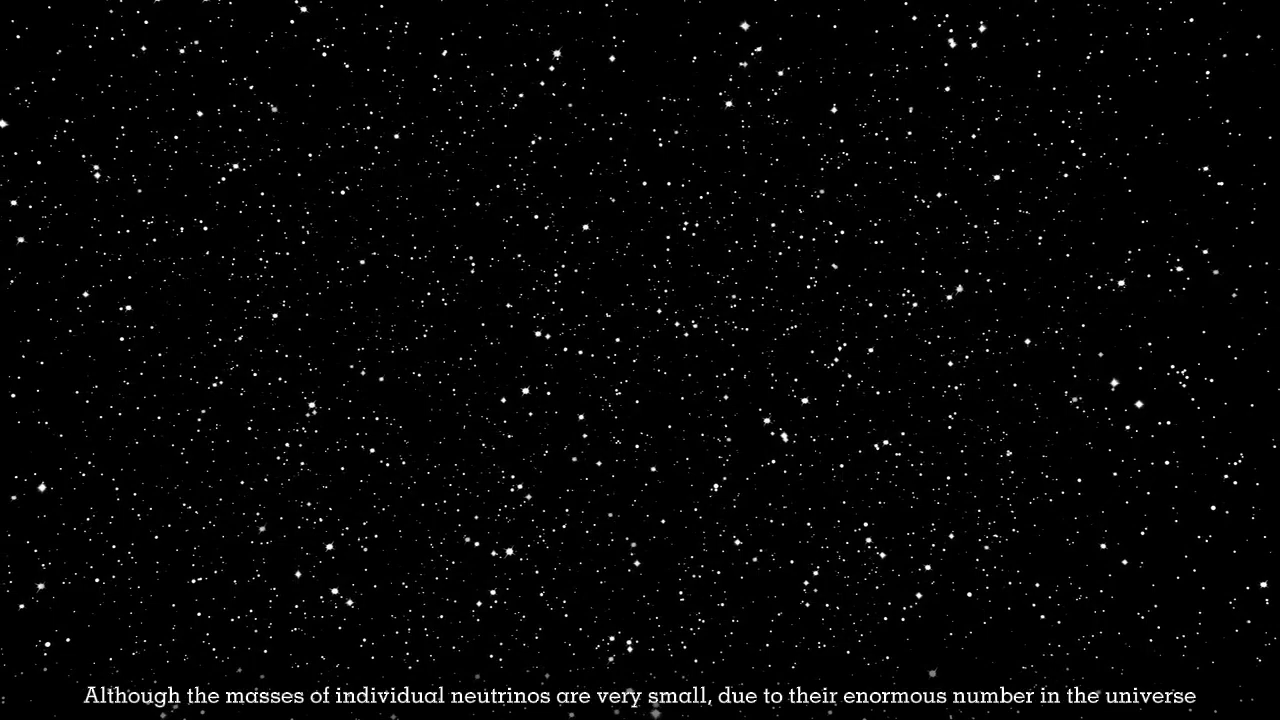 Although the masses of individual neutrinos are very small, due to their enormous number in the universe